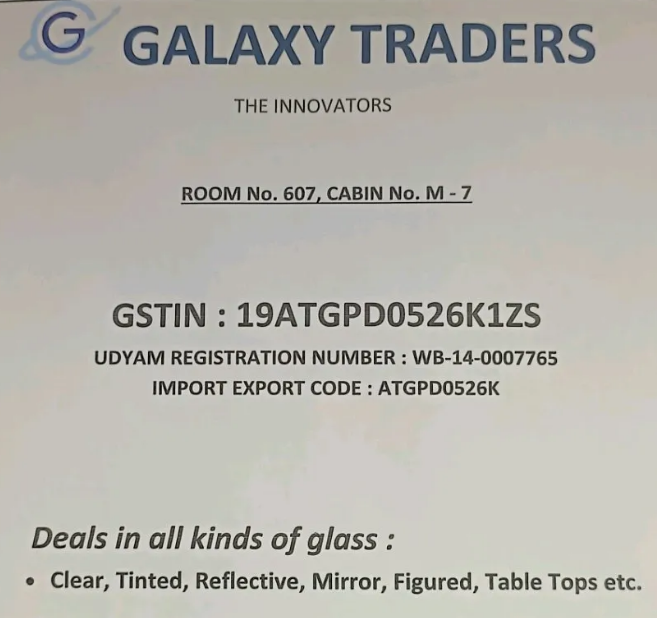 G GALAXY TRADERS
THE INNOVATORS
ROOM No. 607, CABIN No. M - 7
GSTIN : 19ATGPD0526K1ZS
UDYAM REGISTRATION NUMBER : WB-14-0007765
IMPORT EXPORT CODE : ATGPD0526K
Deals in all kinds of glass :
• Clear, Tinted, Reflective, Mirror, Figured, Table Tops etc.